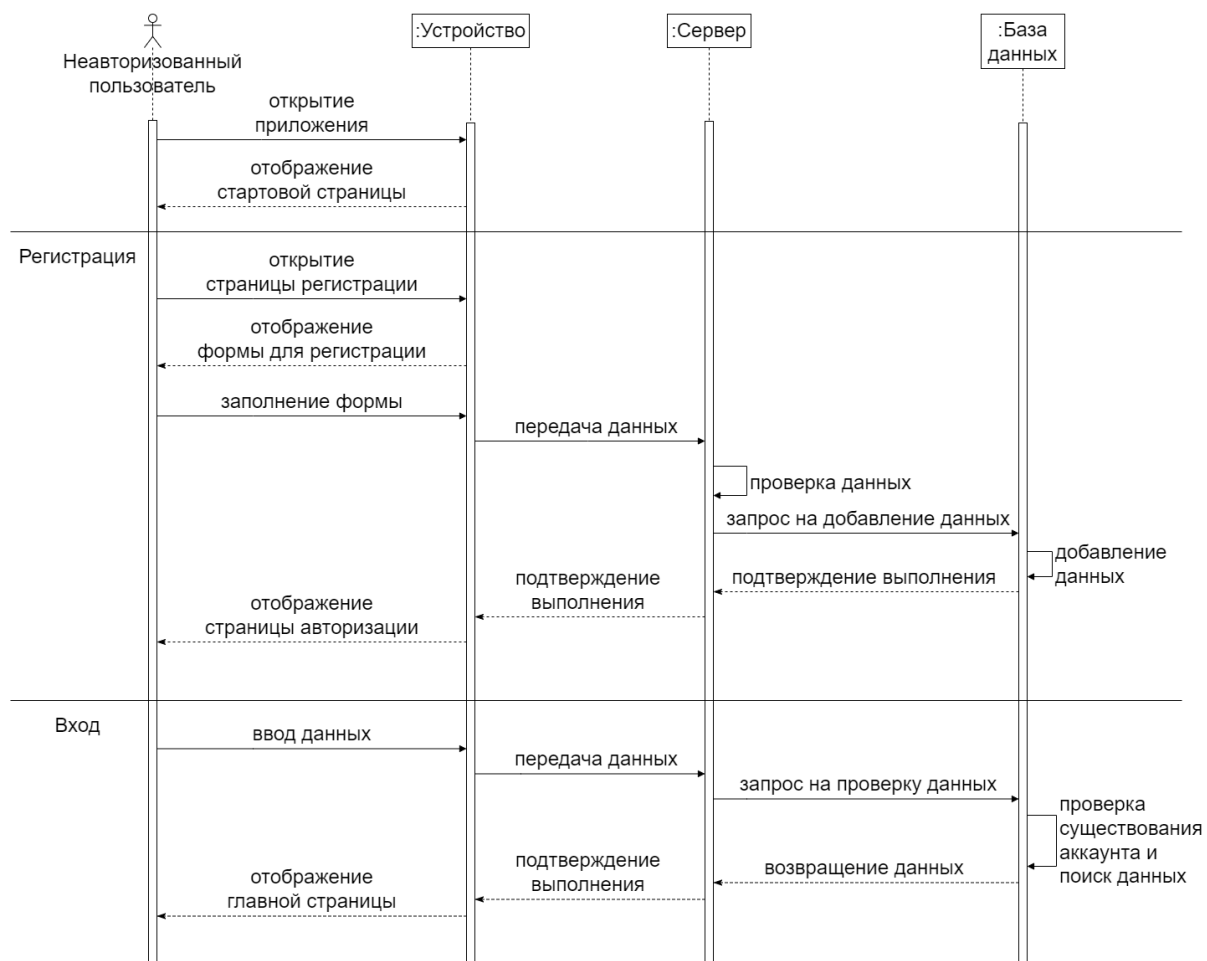 :Устройство
:Сервер
:База
данных
Неавторизованный
пользователь
открытие
приложения
отображение
стартовой страницы
Регистрация
открытие
страницы регистрации
отображение
формы для регистрации
заполнение формы
передача данных
проверка данных
запрос на добавление данных
добавление
данных
подтверждение выполнения
подтверждение
выполнения
отображение
страницы авторизации
Вход
ввод данных
передача данных
запрос на проверку данных
проверка
существования
аккаунта и
поиск данных
возвращение данных
подтверждение
выполнения
отображение
главной страницы